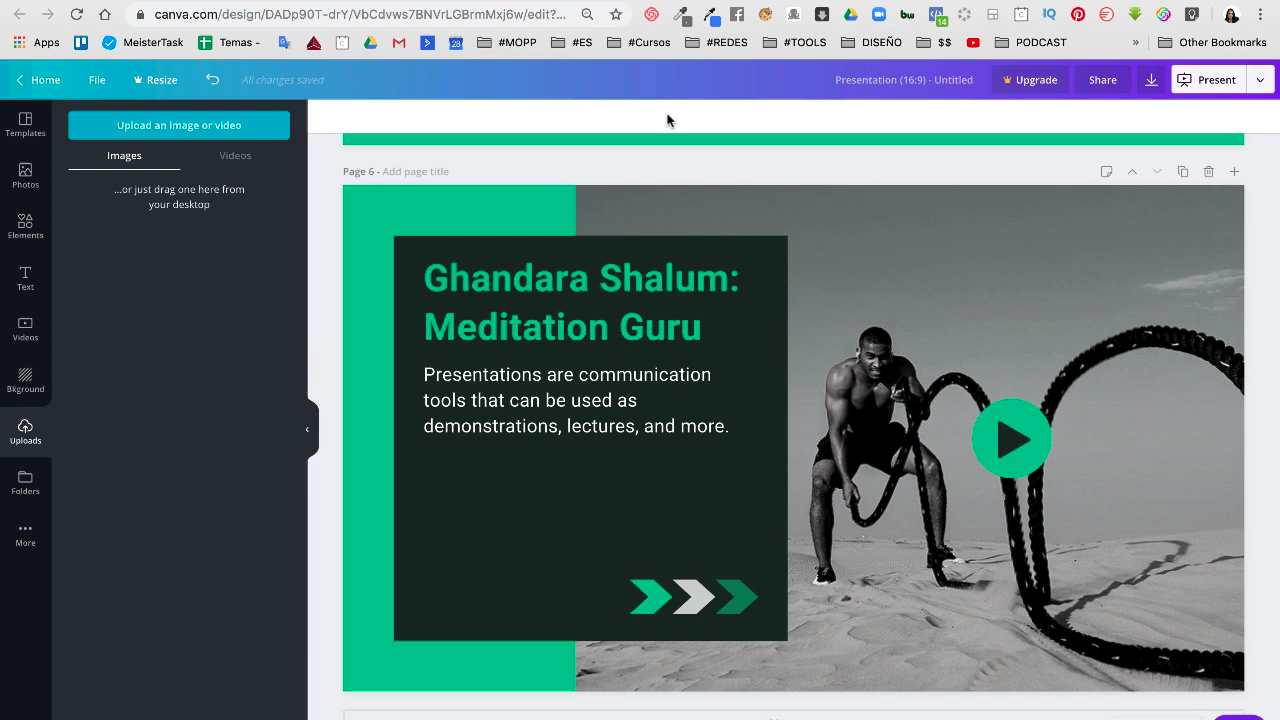 canva.com/design/DADp90T-drY/VbCdvws7BNVrLGBrmMxj6w/edit?...
14
Apps
MeisterTask
Temas -
28
#MOPP
#ES
#Cursos
#REDES
#TOOLS
DISEÑO
$$
PODCAST
»
Other Bookmarks
Home
File
Resize
All changes saved
Presentation (16:9) - Untitled
Upgrade
Share
Present
Templates
Photos
Elements
Text
Videos
Bkground
Uploads
Folders
More
Upload an image or video
Images
Videos
...or just drag one here from
your desktop
Page 6 - Add page title
Ghandara Shalum:
Meditation Guru
Presentations are communication
tools that can be used as
demonstrations, lectures, and more.